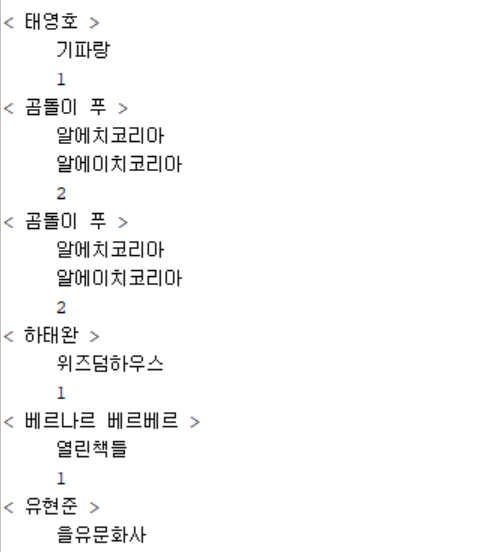 < 태영호 >
기파랑
1
< 곰돌이 푸 >
알에치코리아
알에이치코리아
2
< 곰돌이 푸 >
알에치코리아
알에이치코리아
2
< 하태완 >
위즈덤하우스
1
< 베르나르 베르베르 >
열린책들
1
< 유현준 >
을유문화사